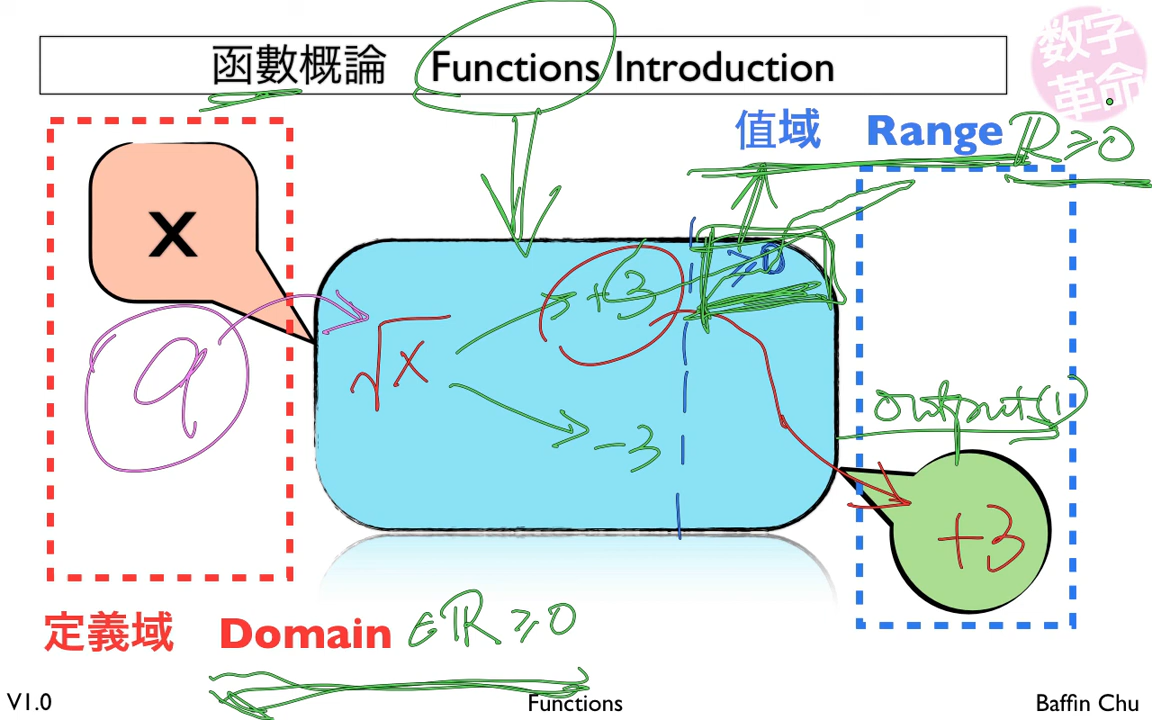 函數概論 Functions Introduction
数字
革命
值域 Range ℝ ≥ 0
x
≥0
+3
9
√x
-3
output(1)
+3
定義域 Domain ∈ℝ ≥ 0
V1.0 Functions Baffin Chu